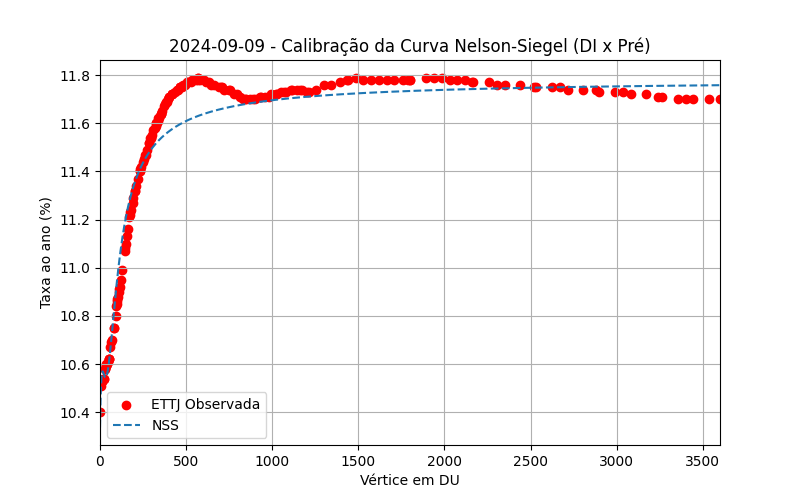 2024-09-09 - Calibração da Curva Nelson-Siegel (DI x Pré)
Taxa ao ano (%)
11.8
11.6
11.4
11.2
11.0
10.8
10.6
10.4
ETTJ Observada
NSS
0 500 1000 1500 2000 2500 3000 3500
Vértice em DU